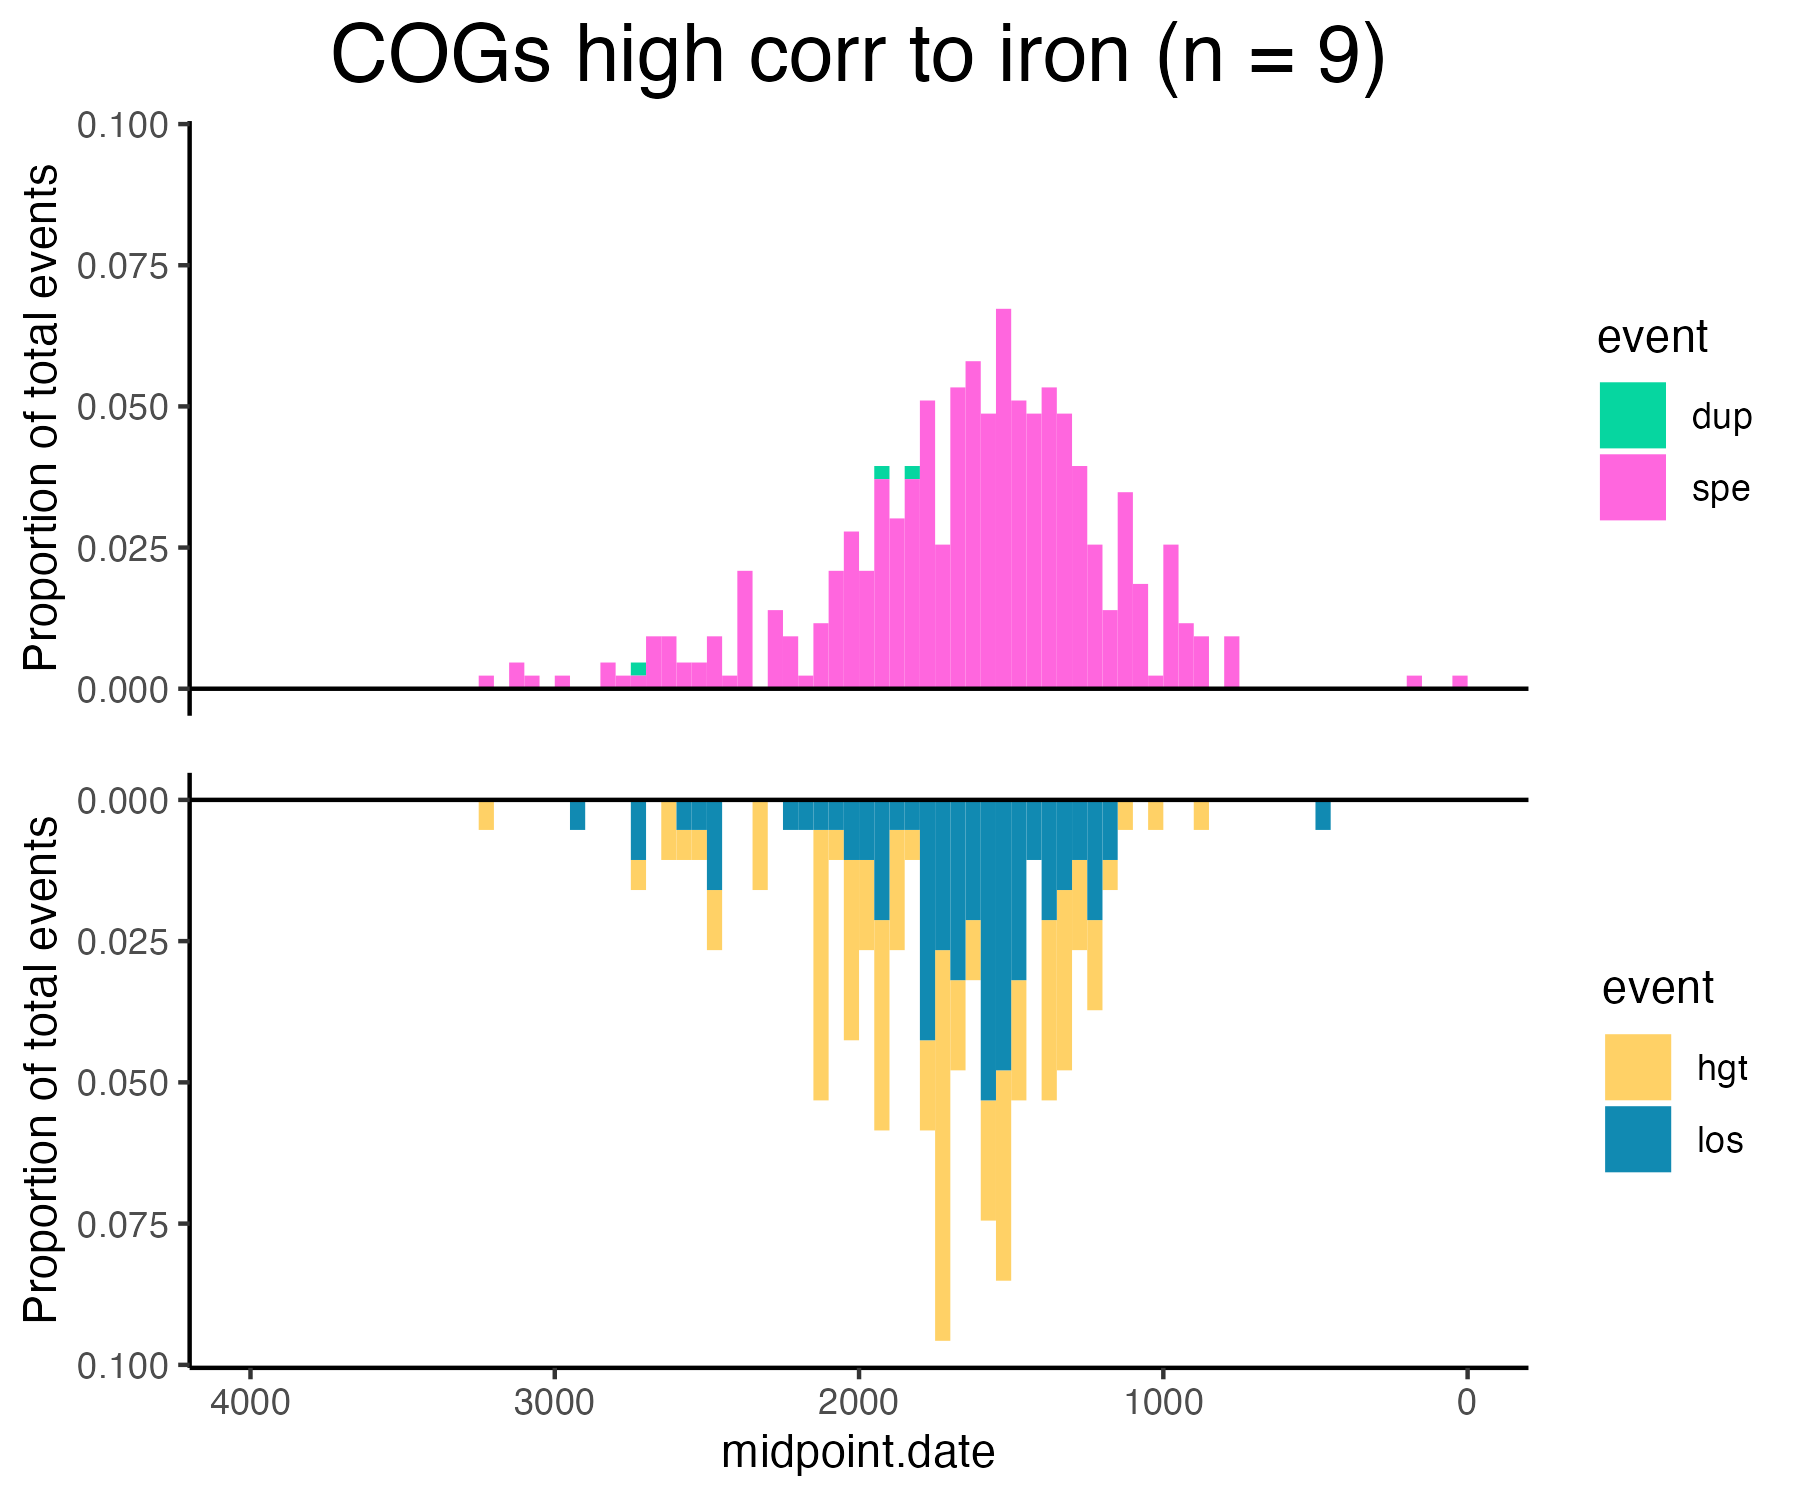 COGs high corr to iron (n = 9)
Proportion of total events
0.100
0.075
0.050
0.025
0.000
event
dup
spe
Proportion of total events
0.000
0.025
0.050
0.075
0.100
event
hgt
los
4000 3000 2000 1000 0
midpoint.date